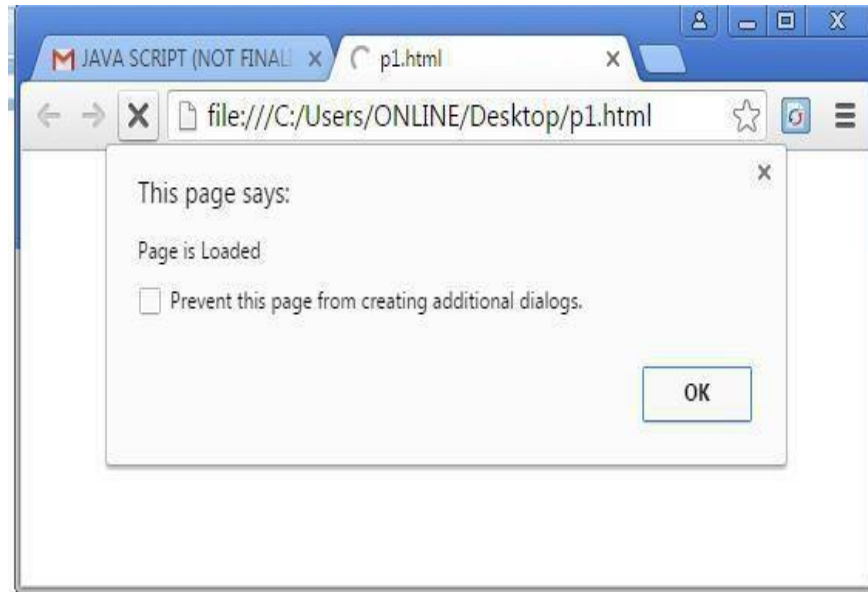 JAVA SCRIPT (NOT FINAL
p1.html
file:///C:/Users/ONLINE/Desktop/p1.html
This page says:
Page is Loaded
Prevent this page from creating additional dialogs.
OK